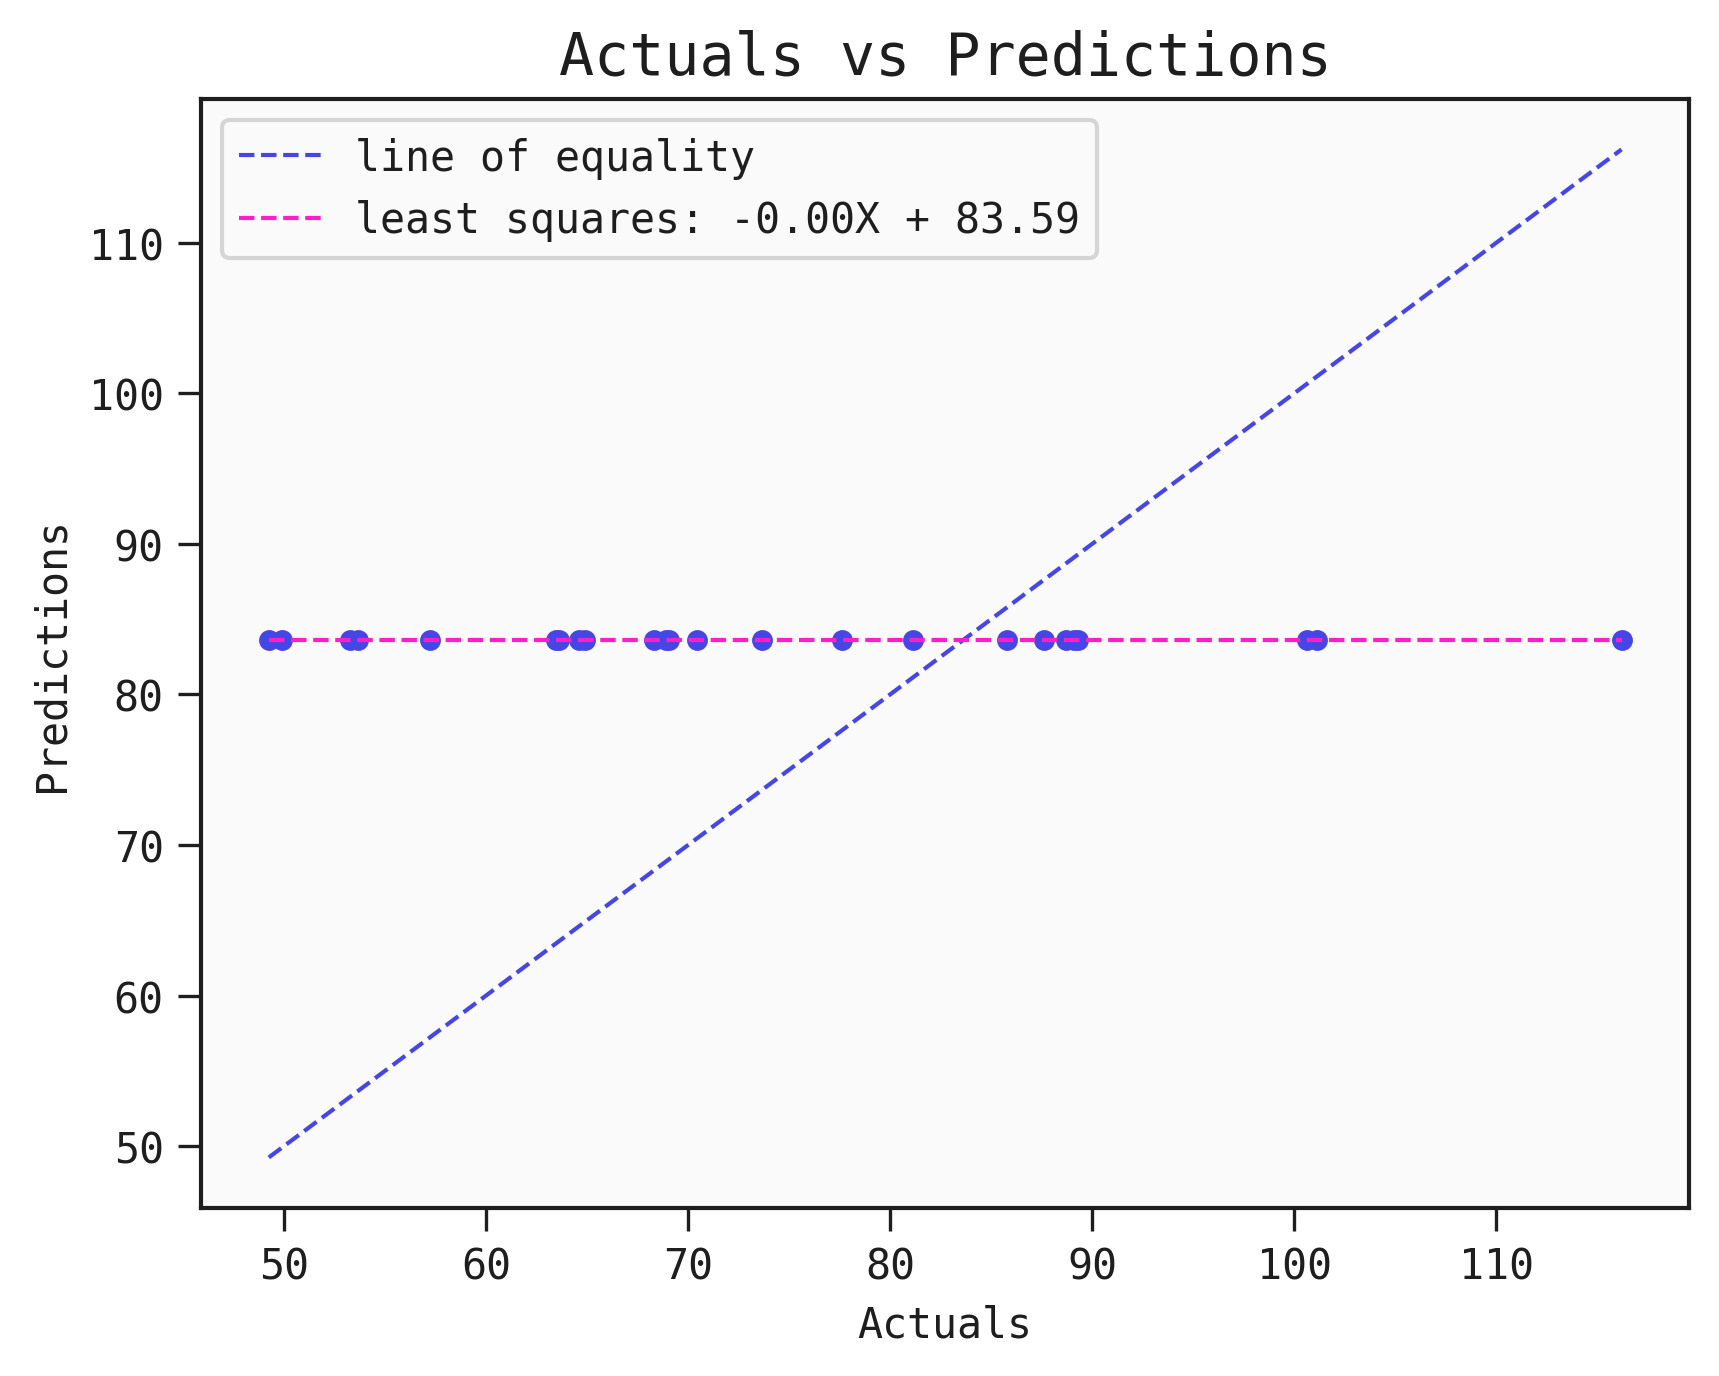 Actuals vs Predictions
line of equality
least squares: -0.00X + 83.59
Predictions
110
100
90
80
70
60
50
50 60 70 80 90 100 110
Actuals